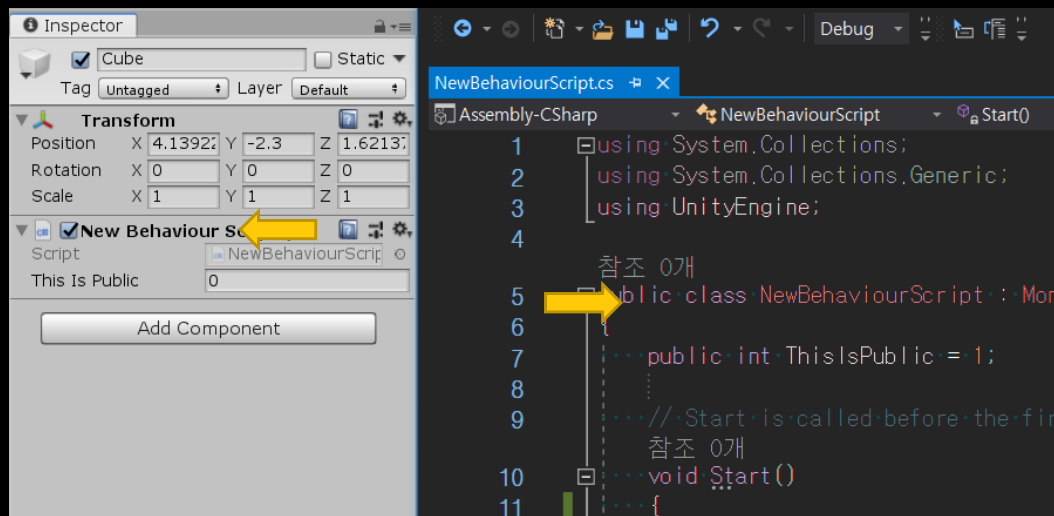 Inspector
Cube Static
Tag Untagged Layer Default
Transform
Position X 4.13922 Y -2.3 Z 1.62137
Rotation X 0 Y 0 Z 0
Scale X 1 Y 1 Z 1
New Behaviour
Script NewBehaviourScrip
This Is Public 0
Add Component
Debug
NewBehaviourScript.cs
Assembly-CSharp NewBehaviourScript Start()
1 using System.Collections;
2 using System.Collections.Generic;
3 using UnityEngine;
4
참조 0개
5 public class NewBehaviourScript : Mon
6 {
7 public int ThisIsPublic = 1;
8
9 // Start is called before the fir
참조 0개
10 void Start()
11 {